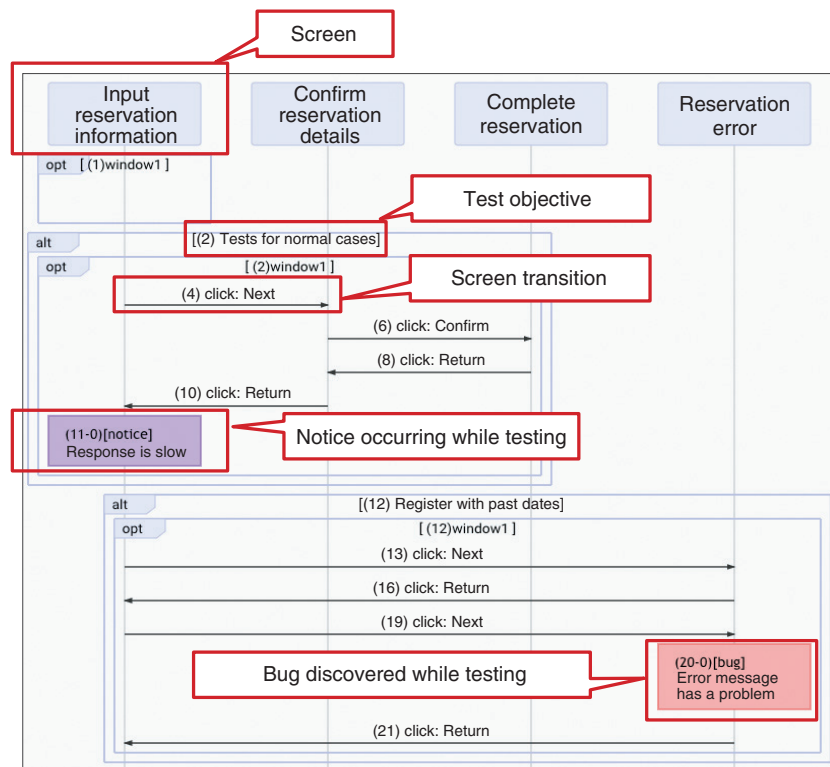 Screen
Input
reservation
information
Confirm
reservation
details
Complete
reservation
Reservation
error
opt [ (1)window1 ]
Test objective
alt [(2) Tests for normal cases]
opt [ (2)window1 ]
Screen transition
(4) click: Next
(6) click: Confirm
(8) click: Return
(10) click: Return
(11-0)[notice]
Response is slow
Notice occurring while testing
alt [(12) Register with past dates]
opt [ (12)window1 ]
(13) click: Next
(16) click: Return
(19) click: Next
Bug discovered while testing
(20-0)[bug]
Error message
has a problem
(21) click: Return